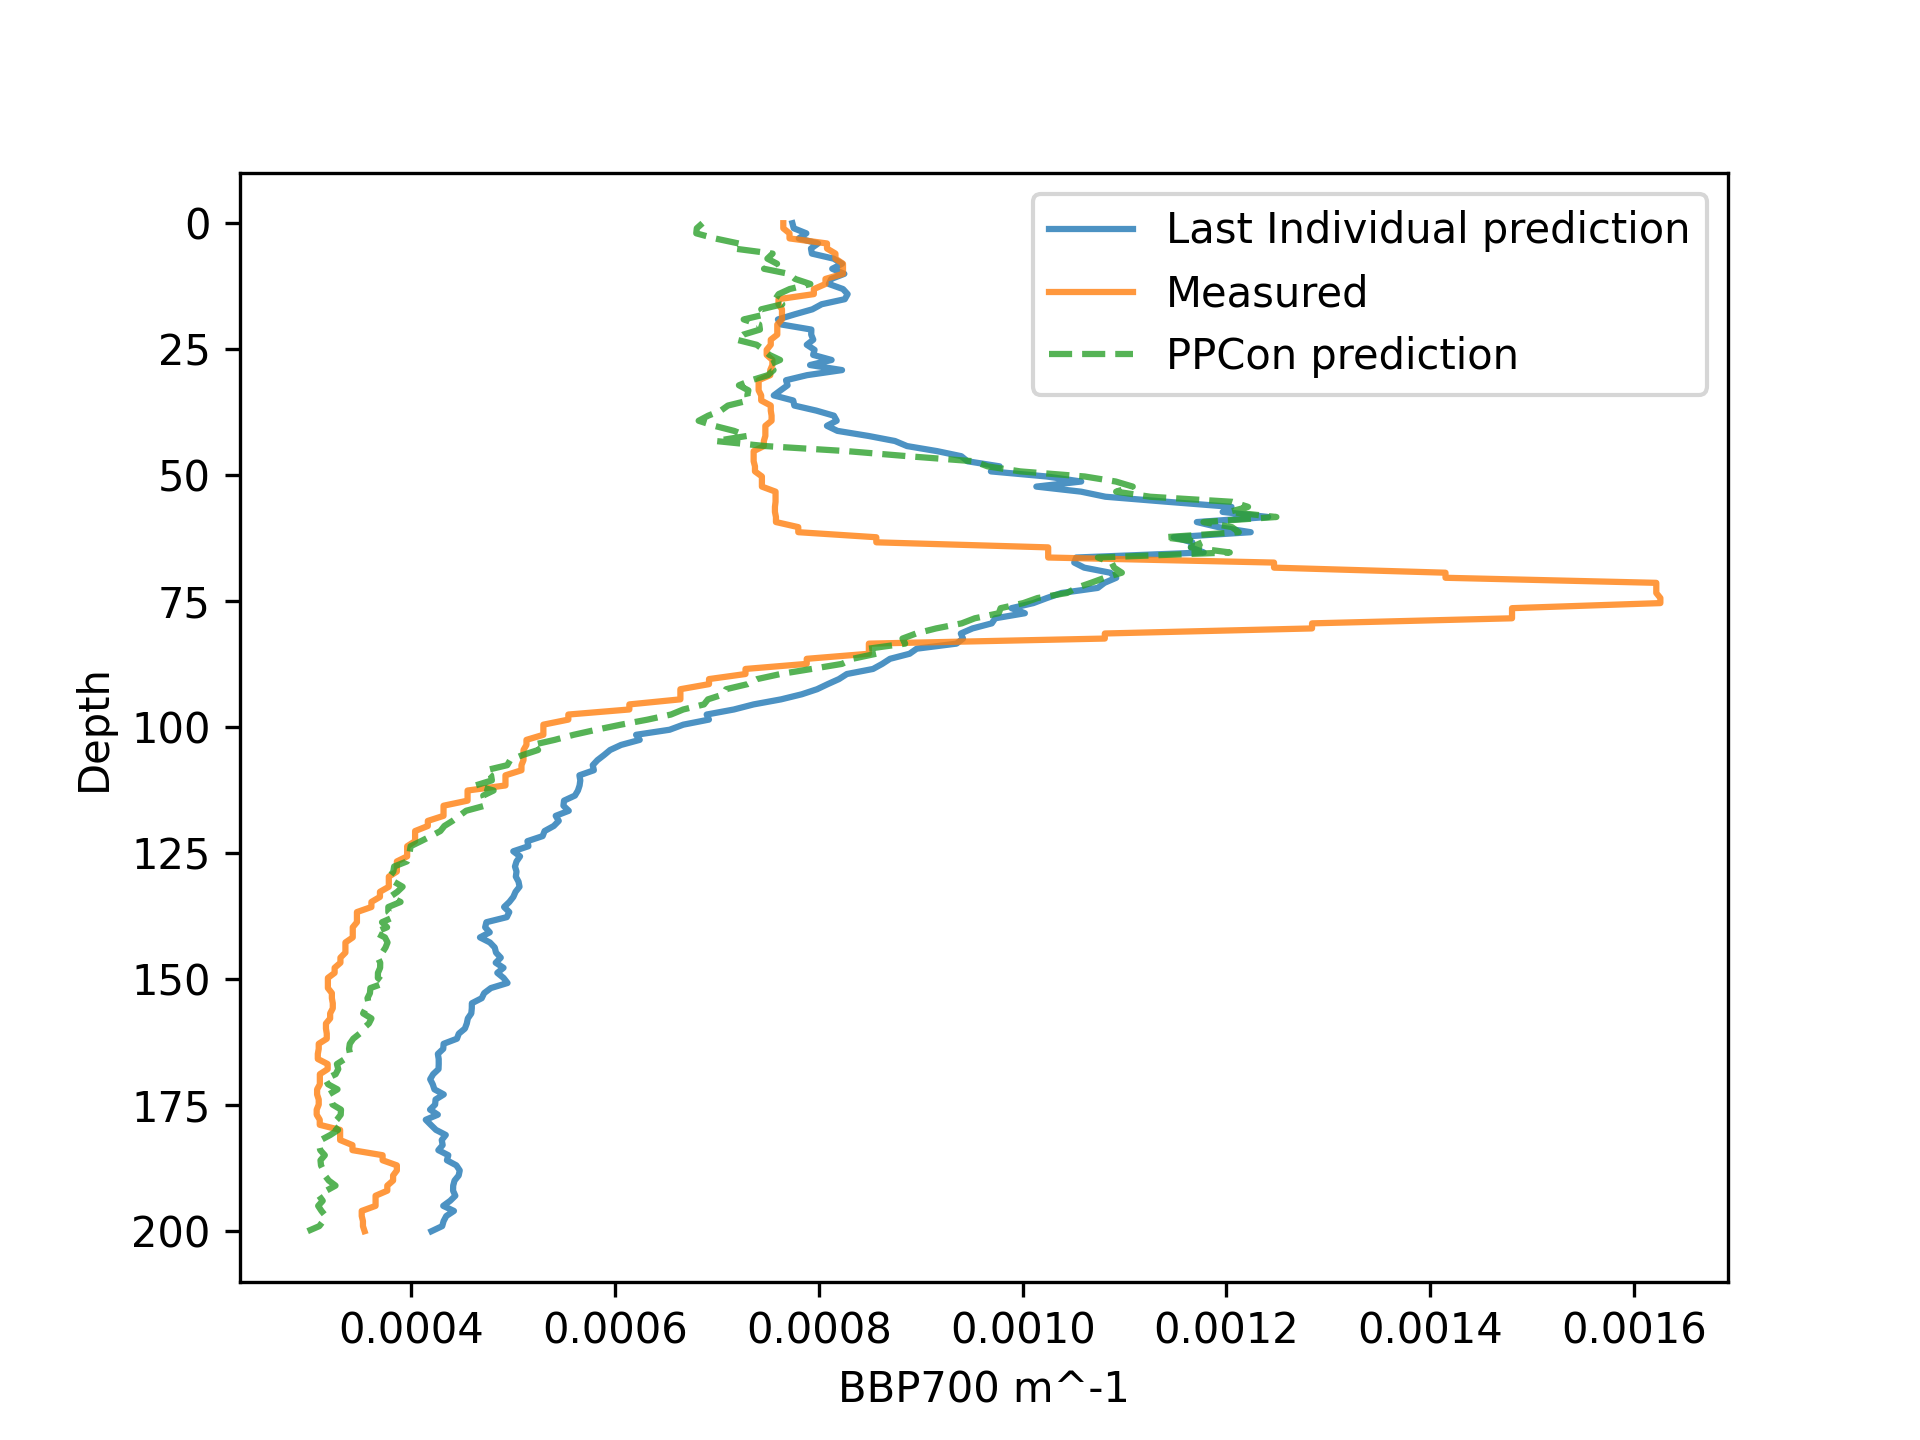 Last Individual prediction
Measured
PPCon prediction
0
25
50
75
100
125
150
175
200
Depth
0.0004 0.0006 0.0008 0.0010 0.0012 0.0014 0.0016
BBP700 m^-1